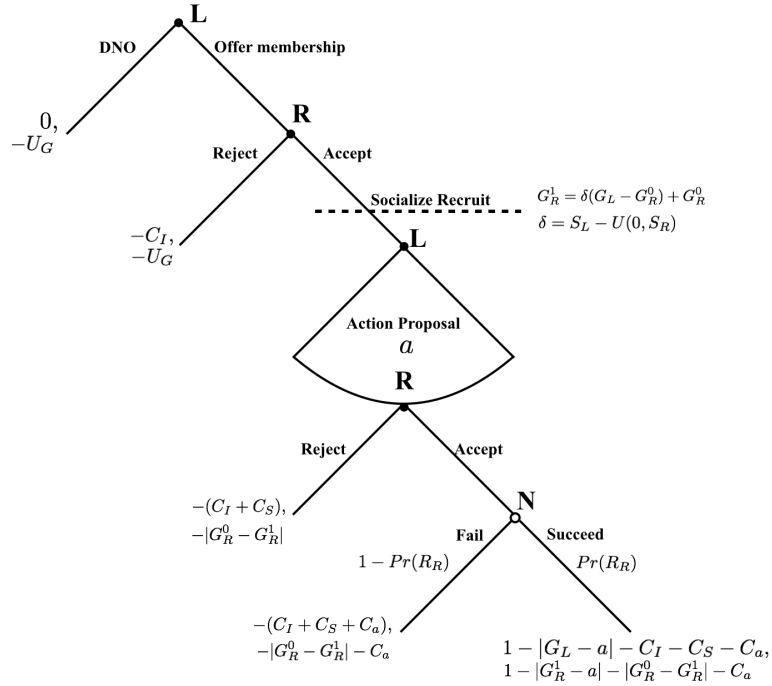 L
DNO
Offer membership
0,
−U_G
R
Reject
Accept
Socialize Recruit
G_R^1 = δ(G_L − G_R^0) + G_R^0
δ = S_L − U(0, S_R)
−C_I,
−U_G
L
Action Proposal
a
R
Reject
Accept
−(C_I + C_S),
−|G_R^0 − G_R^1|
N
Fail
Succeed
1 − Pr(R_R)
Pr(R_R)
−(C_I + C_S + C_a),
−|G_R^0 − G_R^1| − C_a
1 − |G_L − a| − C_I − C_S − C_a,
1 − |G_R^1 − a| − |G_R^0 − G_R^1| − C_a